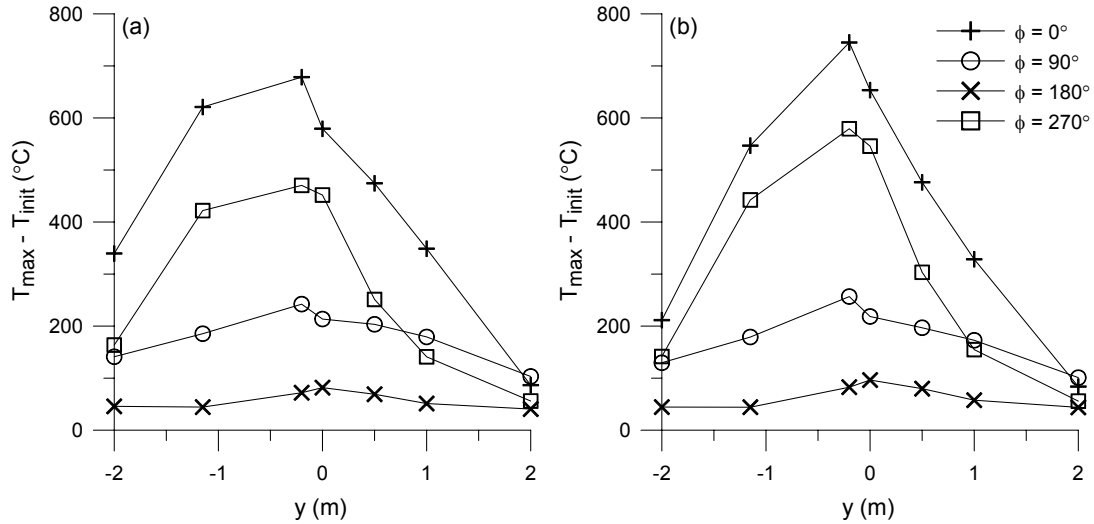 (a)
800
600
400
200
0
T_max - T_init (°C)
-2 -1 0 1 2
y (m)
(b)
800
600
400
200
0
T_max - T_init (°C)
-2 -1 0 1 2
y (m)
ϕ = 0°
ϕ = 90°
ϕ = 180°
ϕ = 270°